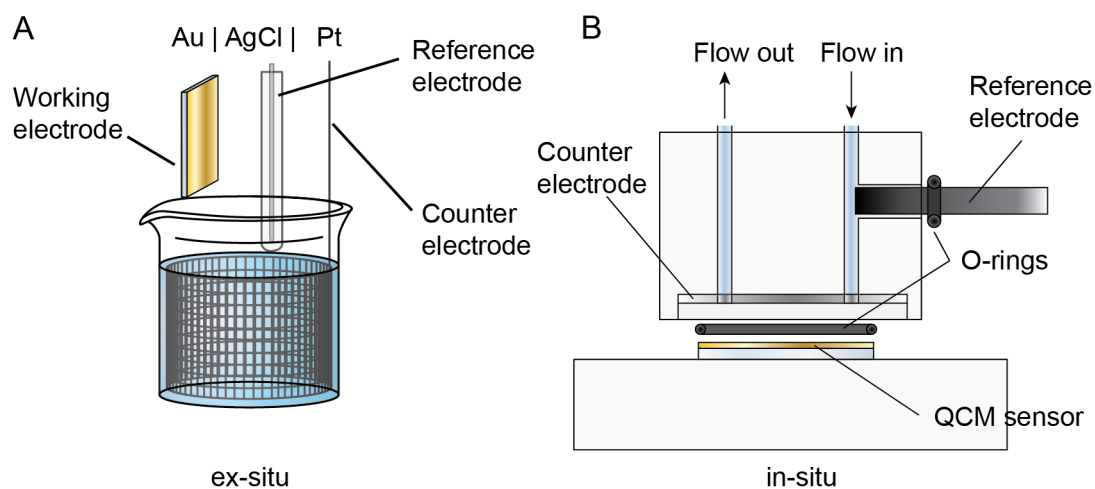 A
Au | AgCl | Pt
Reference
electrode
Working
electrode
Counter
electrode
ex-situ
B
Flow out
Flow in
Reference
electrode
Counter
electrode
O-rings
QCM sensor
in-situ